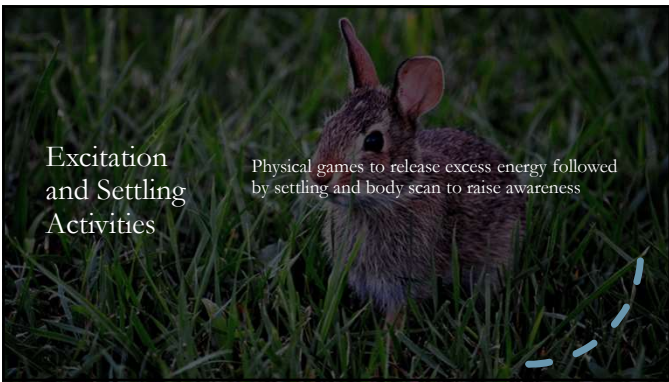 Excitation
and Settling
Activities
Physical games to release excess energy followed
by settling and body scan to raise awareness